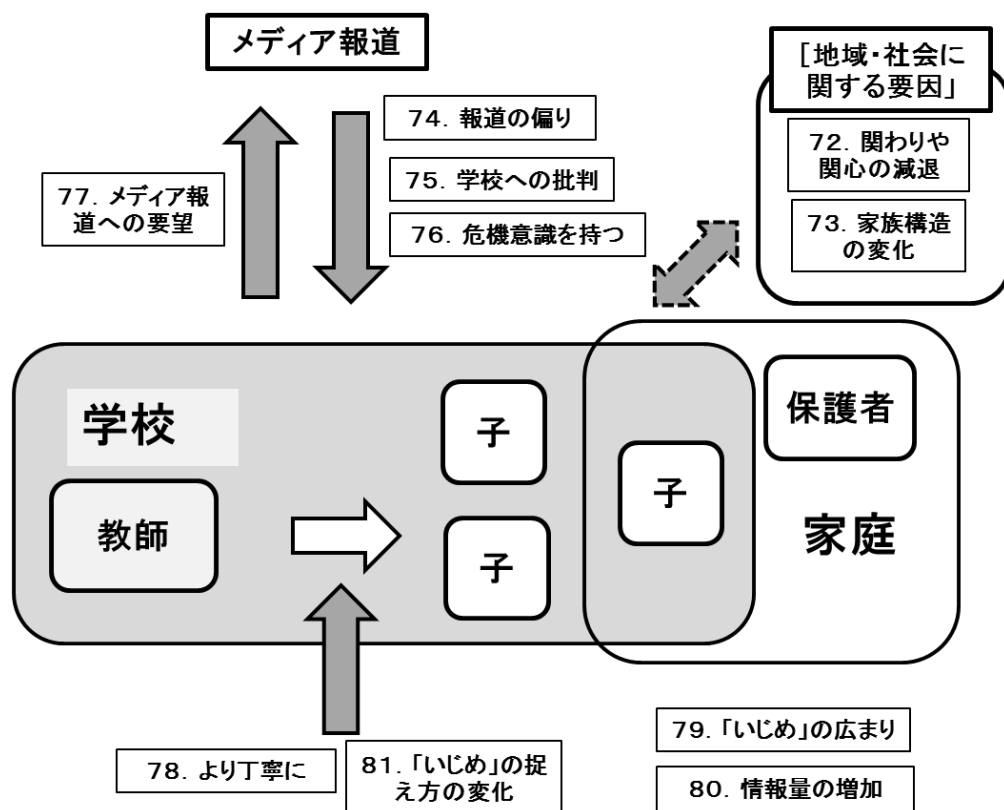 メディア報道
[地域・社会に
関する要因」
72. 関わりや
関心の減退
73. 家族構造
の変化
74. 報道の偏り
75. 学校への批判
76. 危機意識を持つ
77. メディア報
道への要望
学校
教師
子
子
子
保護者
家庭
78. より丁寧に
81.「いじめ」の捉
え方の変化
79.「いじめ」の広まり
80. 情報量の増加